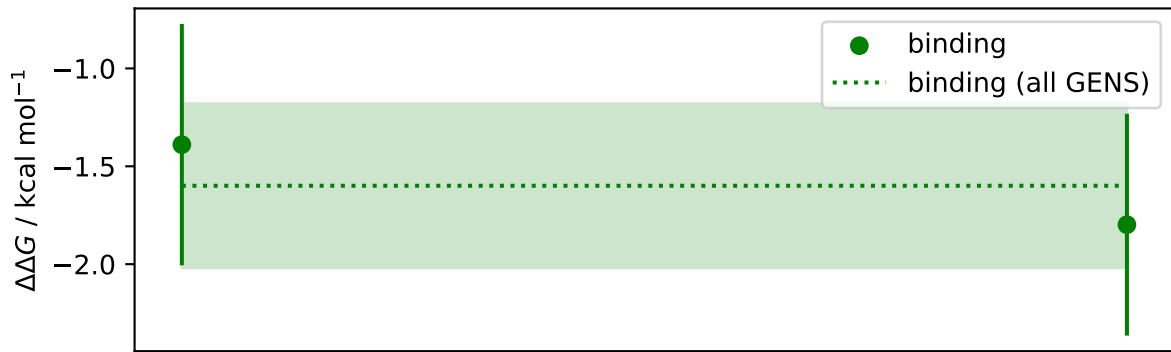 ΔΔG / kcal mol⁻¹
−1.0
−1.5
−2.0
binding
binding (all GENS)